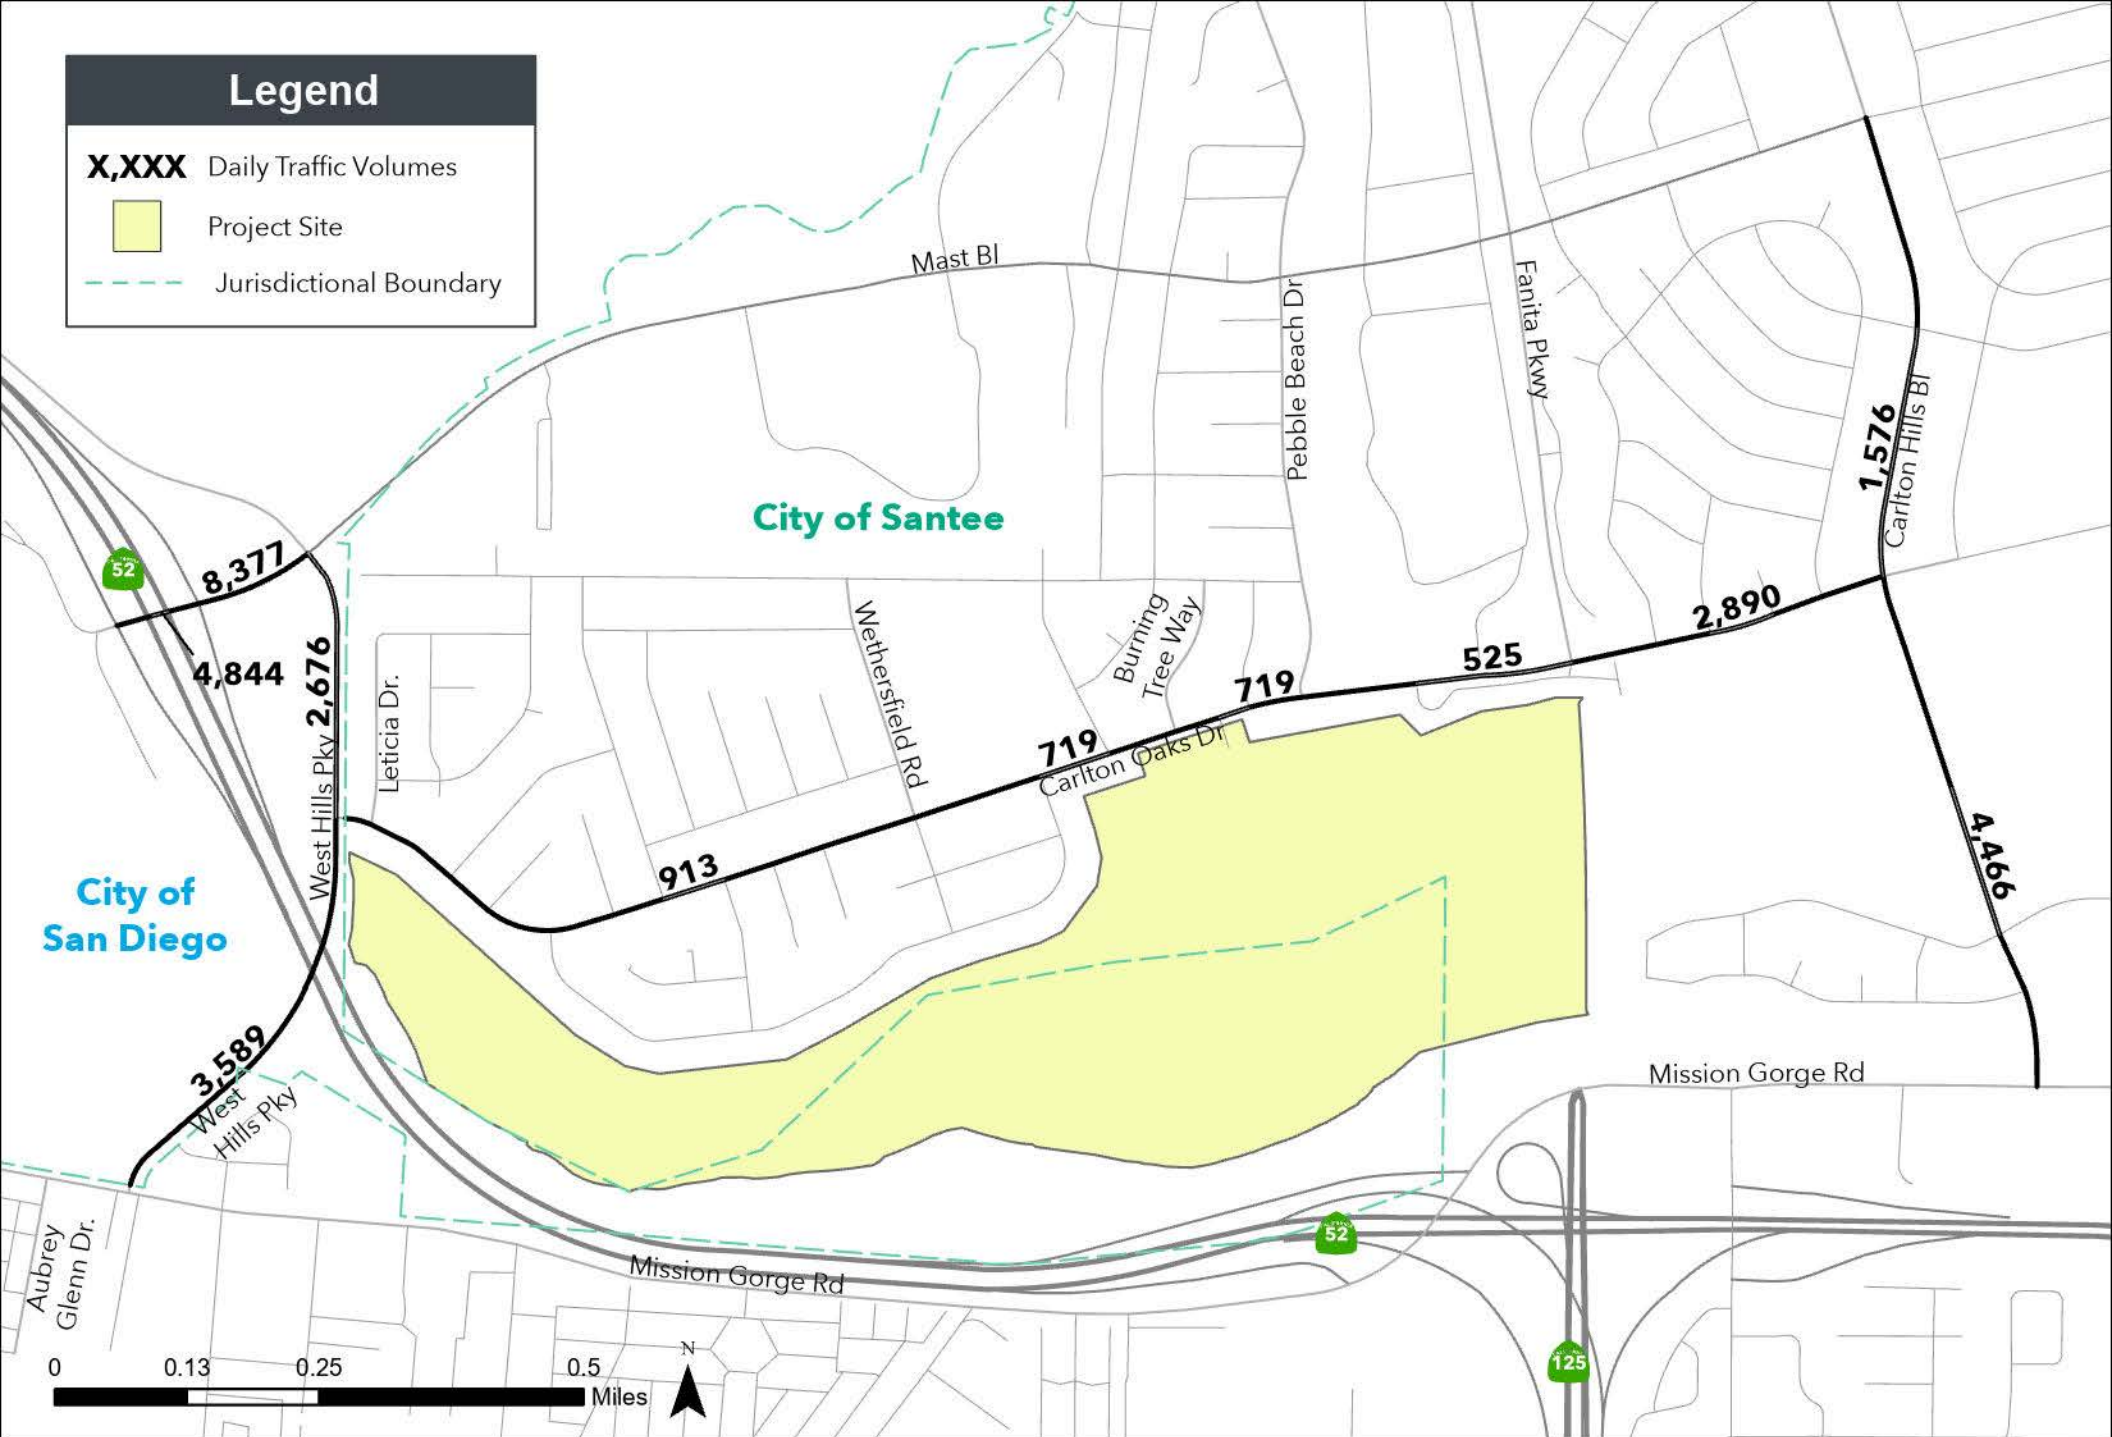 Legend
X,XXX Daily Traffic Volumes
Project Site
Jurisdictional Boundary
Mast Bl
Pebble Beach Dr
Fanita Pkwy
1,576
Carlton Hills Bl
City of Santee
52
8,377
4,844
2,676
West Hills Pky
Leticia Dr.
Wethersfield Rd
Burning
Tree Way
2,890
525
719
719
Carlton Oaks Dr
913
4,466
City of
San Diego
3,589
West
Hills Pky
Mission Gorge Rd
Aubrey
Glenn Dr.
52
Mission Gorge Rd
125
N
0 0.13 0.25 0.5
Miles